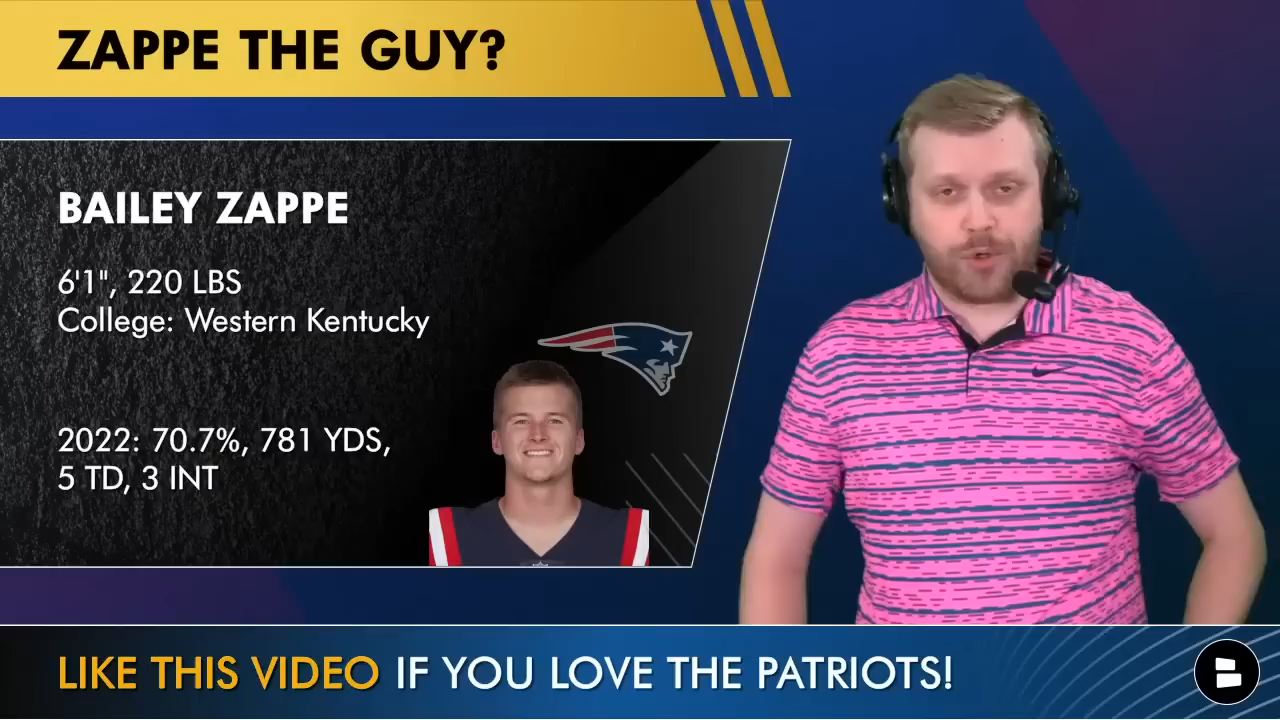 ZAPPE THE GUY?
BAILEY ZAPPE
6'1", 220 LBS
College: Western Kentucky
2022: 70.7%, 781 YDS,
5 TD, 3 INT
LIKE THIS VIDEO IF YOU LOVE THE PATRIOTS!